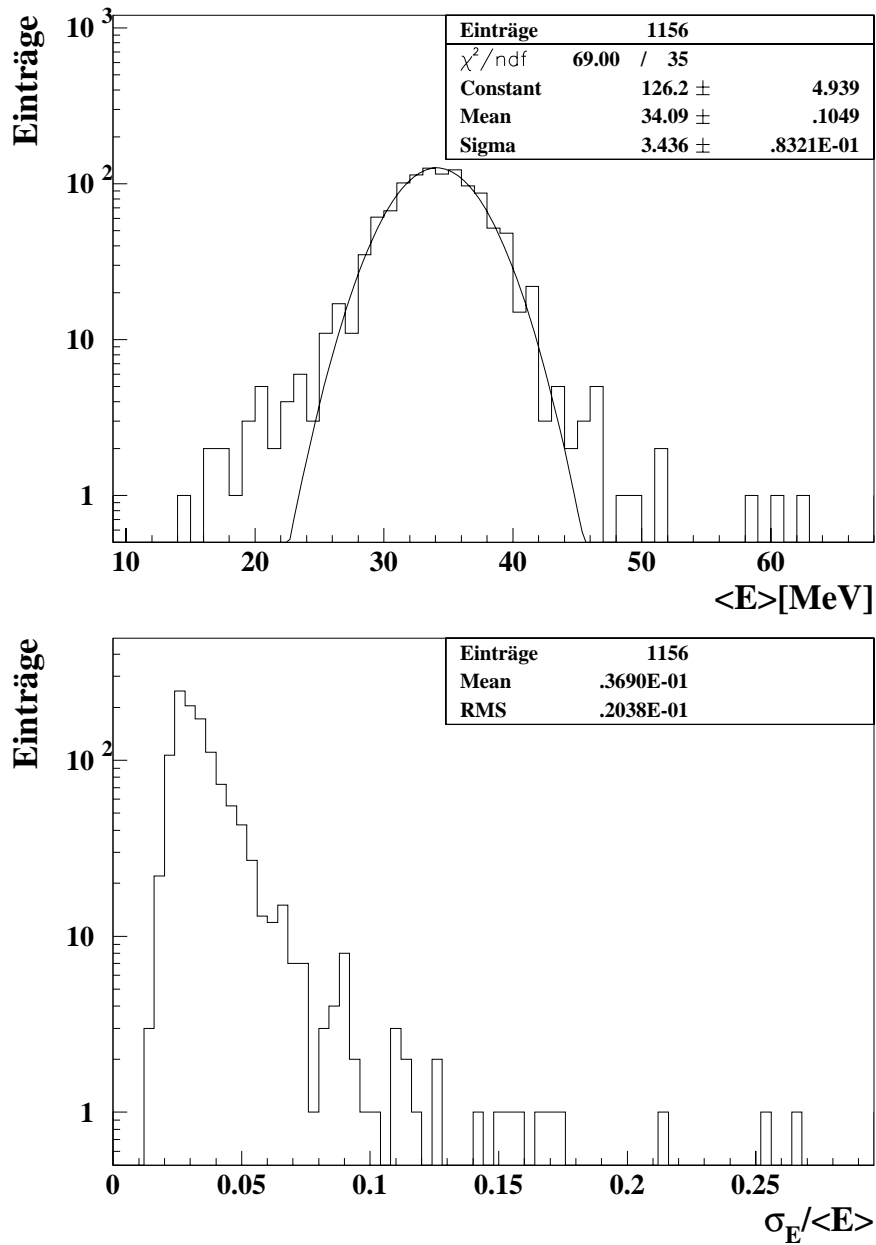 Einträge
10³
10²
10
1
Einträge 1156
χ²/ndf 69.00 / 35
Constant 126.2 ± 4.939
Mean 34.09 ± .1049
Sigma 3.436 ± .8321E-01
10 20 30 40 50 60
<E>[MeV]
Einträge
10²
10
1
Einträge 1156
Mean .3690E-01
RMS .2038E-01
0 0.05 0.1 0.15 0.2 0.25
σ_E/<E>